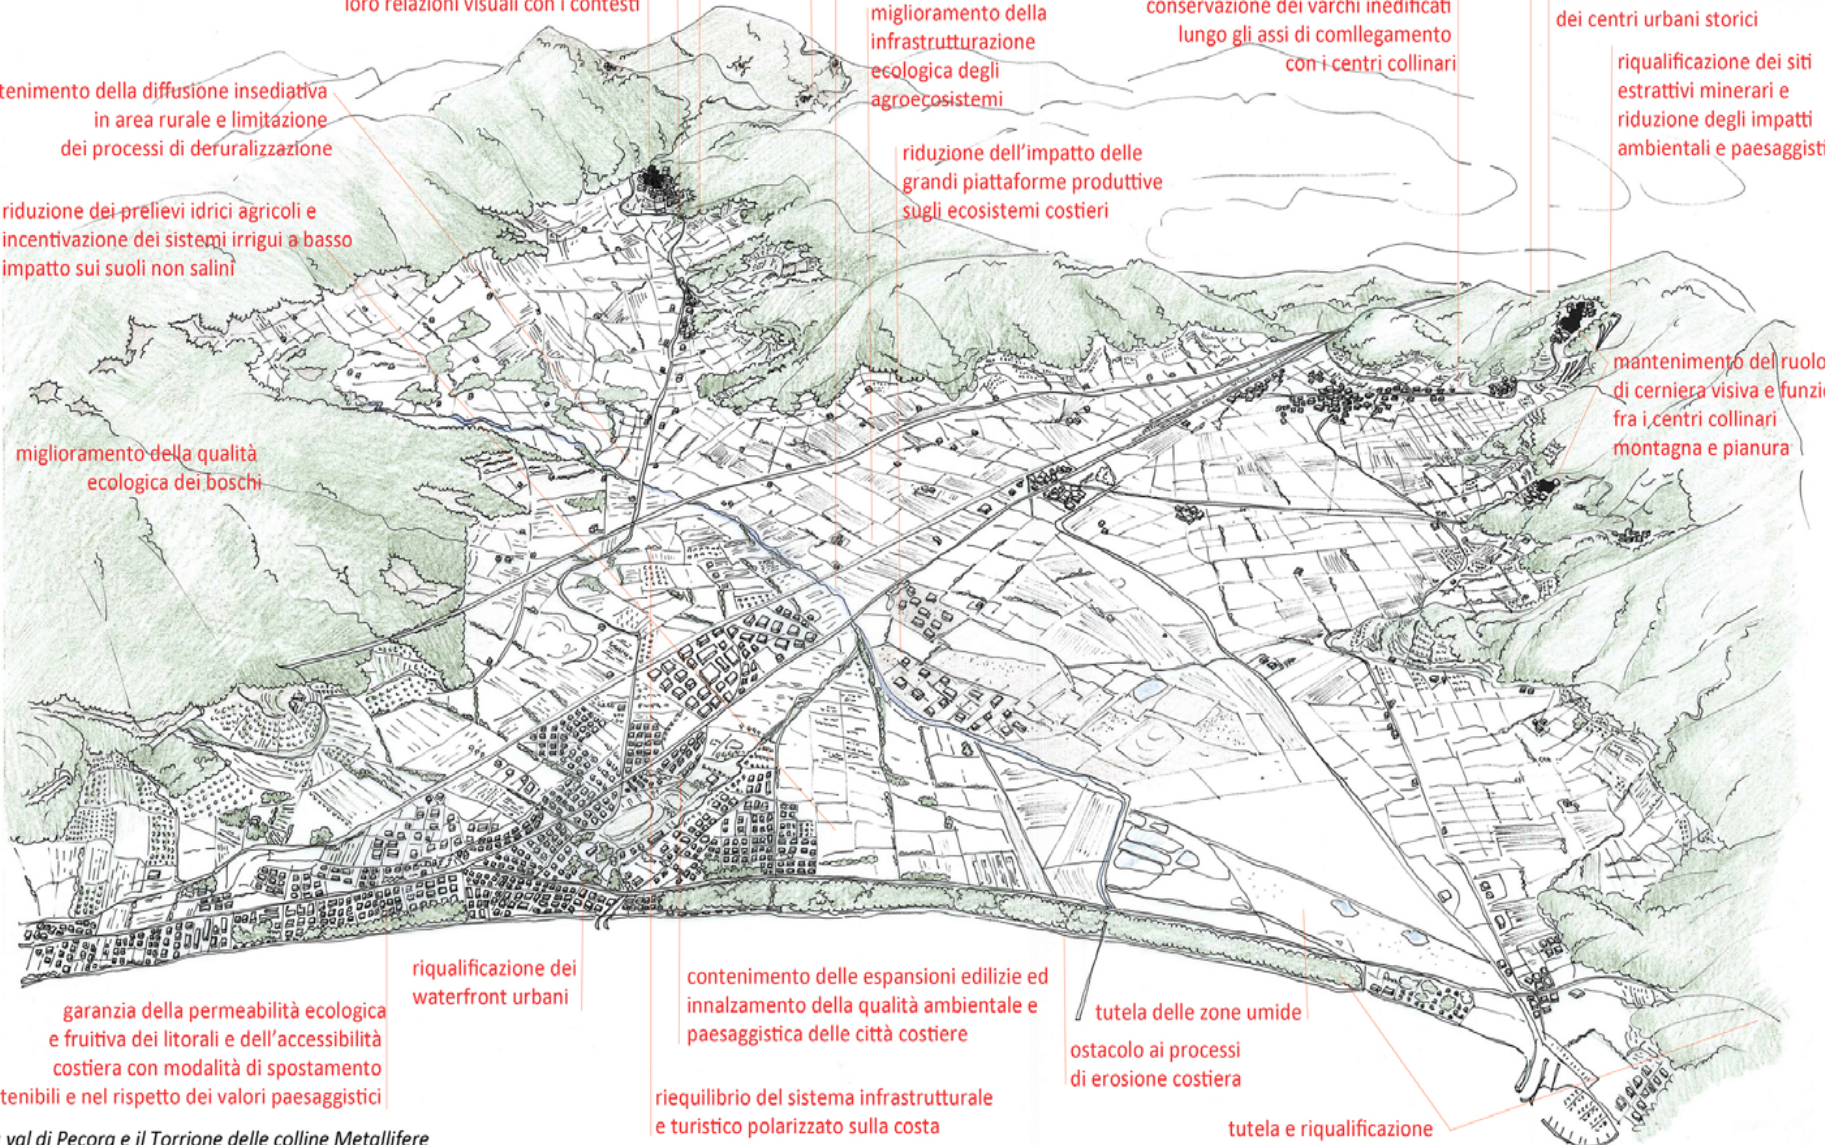 loro relazioni visuali con i contesti
miglioramento della
infrastrutturazione
ecologica degli
agroecosistemi
conservazione dei varchi inedificati
lungo gli assi di comllegamento
con i centri collinari
dei centri urbani storici
riqualificazione dei siti
estrattivi minerari e
riduzione degli impatti
ambientali e paesaggisti
tenimento della diffusione insediativa
in area rurale e limitazione
dei processi di deruralizzazione
riduzione dell'impatto delle
grandi piattaforme produttive
sugli ecosistemi costieri
riduzione dei prelievi idrici agricoli e
incentivazione dei sistemi irrigui a basso
impatto sui suoli non salini
mantenimento del ruolo
di cerniera visiva e funzi
fra i centri collinari
montagna e pianura
miglioramento della qualità
ecologica dei boschi
riqualificazione dei
waterfront urbani
contenimento delle espansioni edilizie ed
innalzamento della qualità ambientale e
paesaggistica delle città costiere
garanzia della permeabilità ecologica
e fruitiva dei litorali e dell'accessibilità
costiera con modalità di spostamento
tenibili e nel rispetto dei valori paesaggistici
tutela delle zone umide
ostacolo ai processi
di erosione costiera
riequilibrio del sistema infrastrutturale
e turistico polarizzato sulla costa
tutela e riqualificazione
val di Pecora e il Torrione delle colline Metallifere